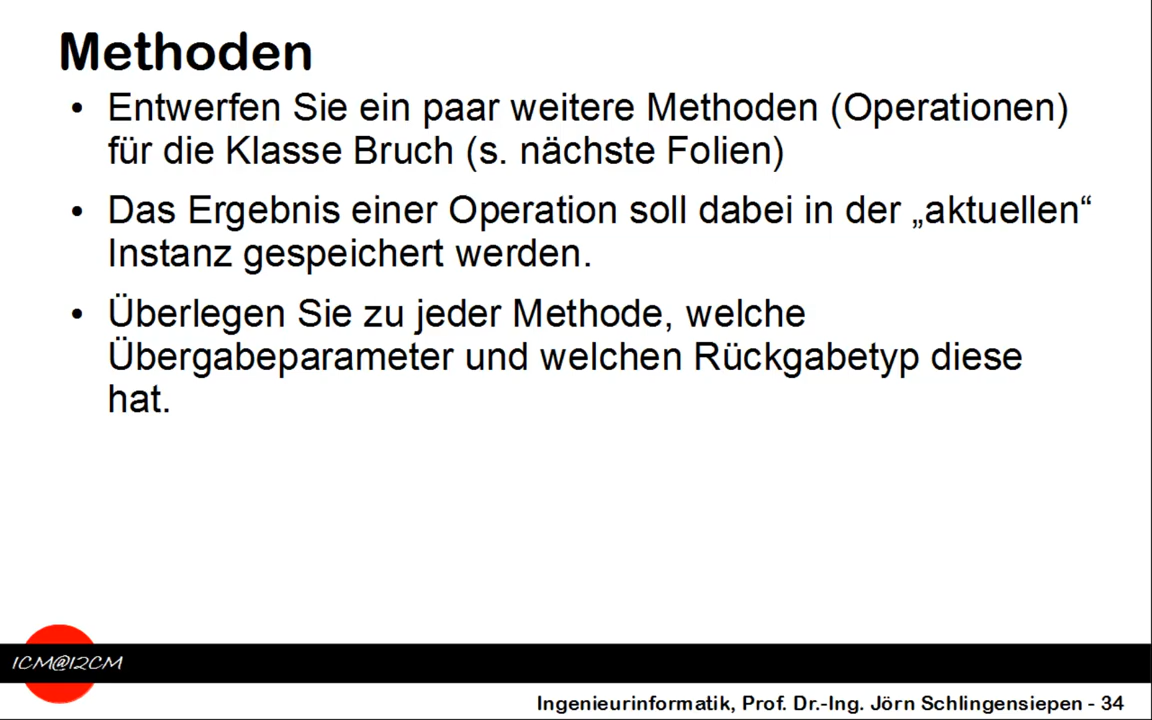 Methoden
• Entwerfen Sie ein paar weitere Methoden (Operationen)
für die Klasse Bruch (s. nächste Folien)
• Das Ergebnis einer Operation soll dabei in der „aktuellen“
Instanz gespeichert werden.
• Überlegen Sie zu jeder Methode, welche
Übergabeparameter und welchen Rückgabetyp diese
hat.
1CM@12CM
Ingenieurinformatik, Prof. Dr.-Ing. Jörn Schlingensiepen - 34